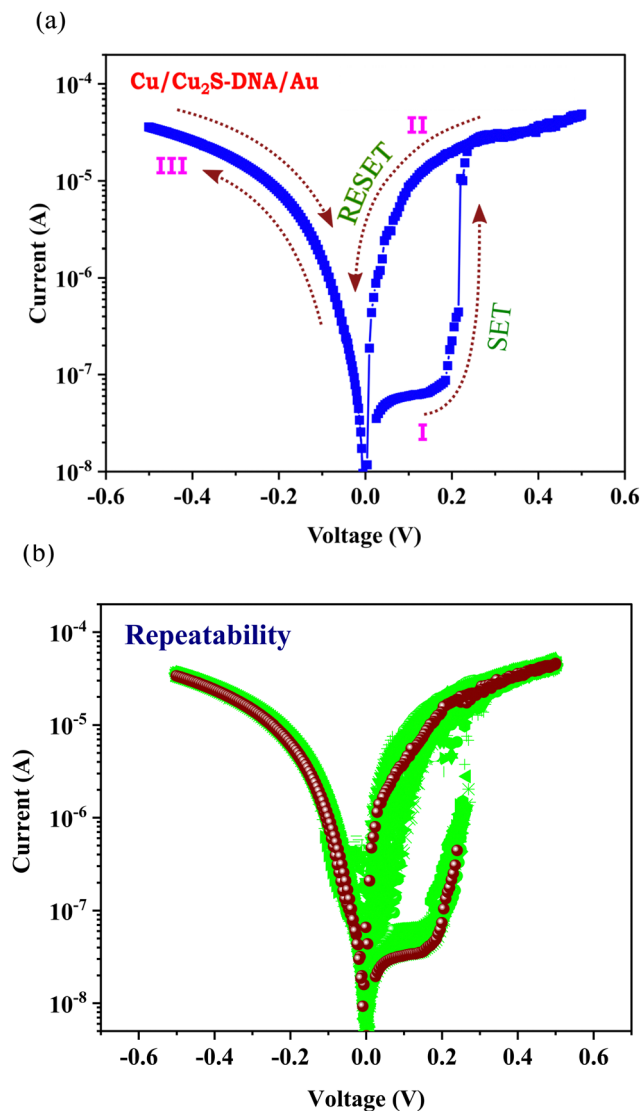 (a)
Cu/Cu₂S-DNA/Au
10⁻⁴
10⁻⁵
10⁻⁶
10⁻⁷
10⁻⁸
Current (A)
III
II
RESET
SET
I
-0.6 -0.4 -0.2 0.0 0.2 0.4 0.6
Voltage (V)
(b)
Repeatability
10⁻⁴
10⁻⁵
10⁻⁶
10⁻⁷
10⁻⁸
Current (A)
-0.6 -0.4 -0.2 0.0 0.2 0.4 0.6
Voltage (V)